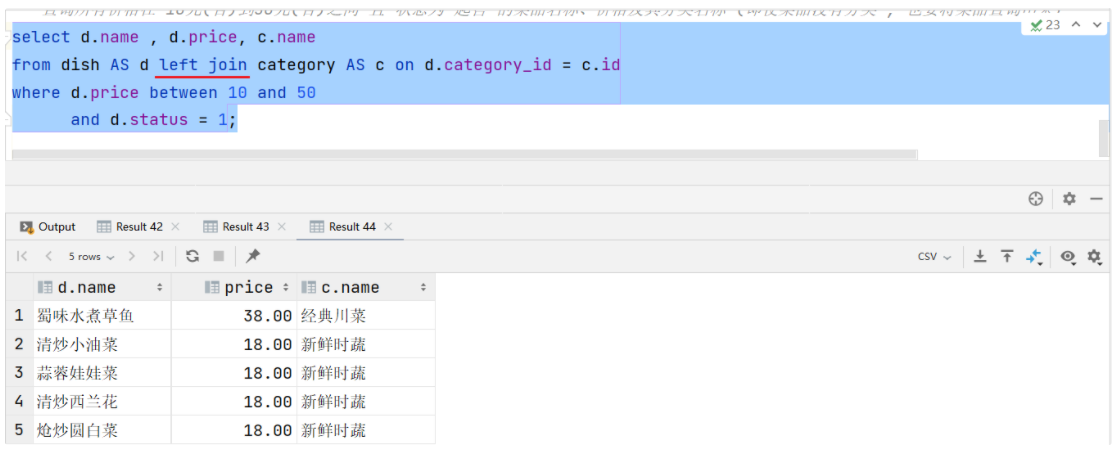 select d.name , d.price, c.name
23
from dish AS d left join category AS c on d.category_id = c.id
where d.price between 10 and 50
and d.status = 1;
Output Result 42 Result 43 Result 44
5 rows CSV
d.name price c.name
1 蜀味水煮草鱼 38.00 经典川菜
2 清炒小油菜 18.00 新鲜时蔬
3 蒜蓉娃娃菜 18.00 新鲜时蔬
4 清炒西兰花 18.00 新鲜时蔬
5 炝炒圆白菜 18.00 新鲜时蔬